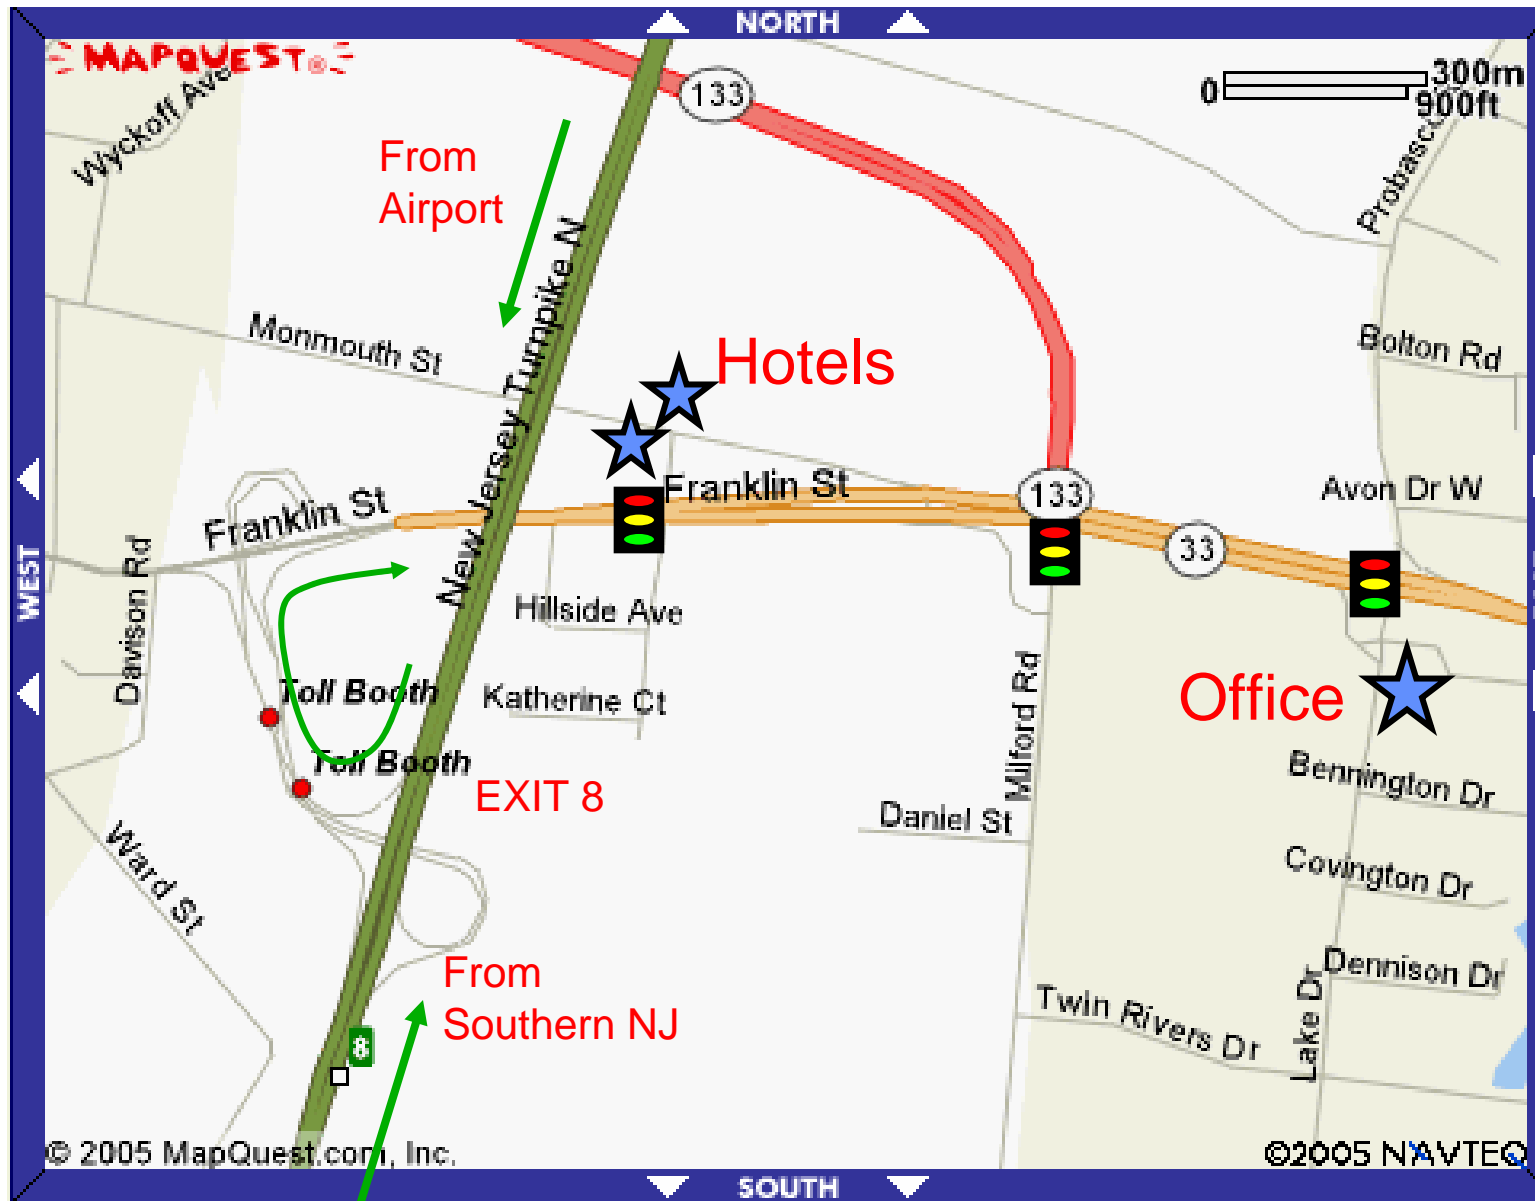 NORTH
MAPQUEST®
133
0
300m
900ft
Wyckoff Ave
From
Airport
Probasco
New Jersey Turnpike N
Monmouth St
Hotels
Bolton Rd
Franklin St
Franklin St
133
Avon Dr W
33
WEST
Davison Rd
Hillside Ave
Toll Booth
Katherine Ct
Milford Rd
Office
Toll Booth
EXIT 8
Bennington Dr
Daniel St
Ward St
Covington Dr
From
Southern NJ
Dennison Dr
Lake Dr
Twin Rivers Dr
8
© 2005 MapQuest.com, Inc.
©2005 NAVTEQ
SOUTH